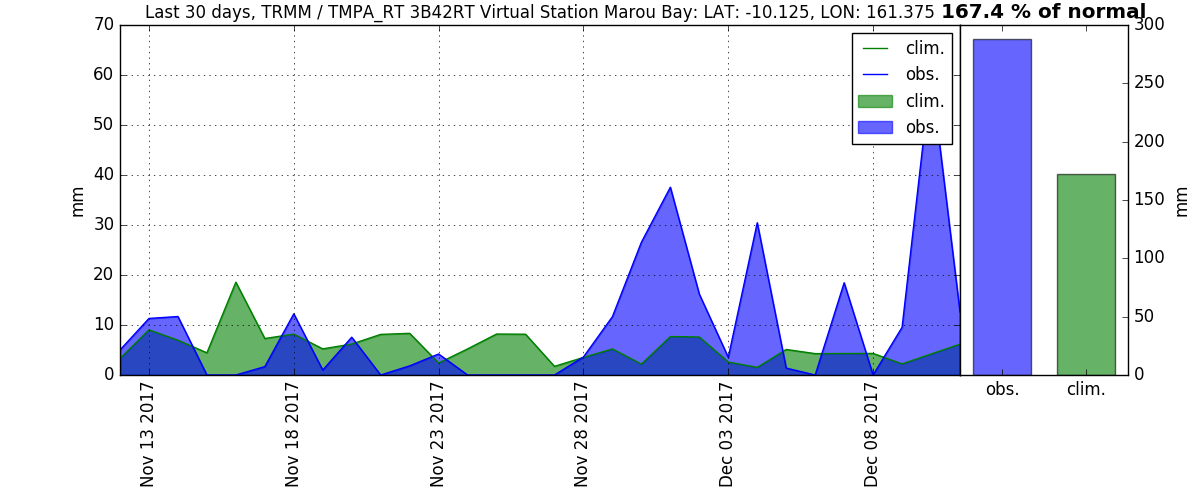 Last 30 days, TRMM / TMPA_RT 3B42RT Virtual Station Marou Bay: LAT: -10.125, LON: 161.375 167.4 % of normal
70
60
50
40
30
20
10
0
mm
clim.
obs.
clim.
obs.
300
250
200
150
100
50
0
mm
Nov 13 2017
Nov 18 2017
Nov 23 2017
Nov 28 2017
Dec 03 2017
Dec 08 2017
obs.
clim.